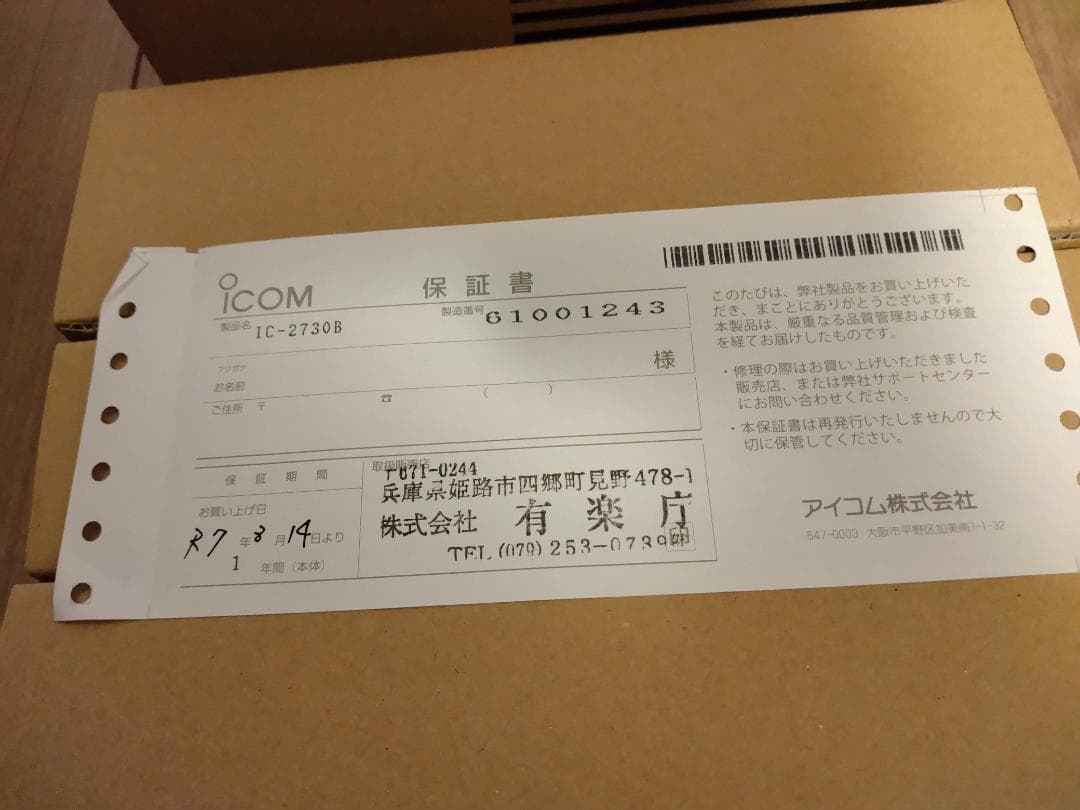 ICOM
保証書
製品名 IC-2730B
製造番号 61001243
フリガナ
お名前 様
ご住所 〒 ☎ ( )
保証期間
お買い上げ日
R7年8月14日より
1年間(本体)
取扱販売店
〒671-0244
兵庫県姫路市四郷町見野478-1
株式会社 有楽庁
TEL (079) 253-0739 印
このたびは、弊社製品をお買い上げいた
だき、まことにありがとうございます。
本製品は、厳重なる品質管理および検査
を経てお届けしたものです。
・修理の際はお買い上げいただきました
販売店、または弊社サポートセンター
にお問い合わせください。
・本保証書は再発行いたしませんので大
切に保管してください。
アイコム株式会社
547-0003 大阪市平野区加美南1-1-32